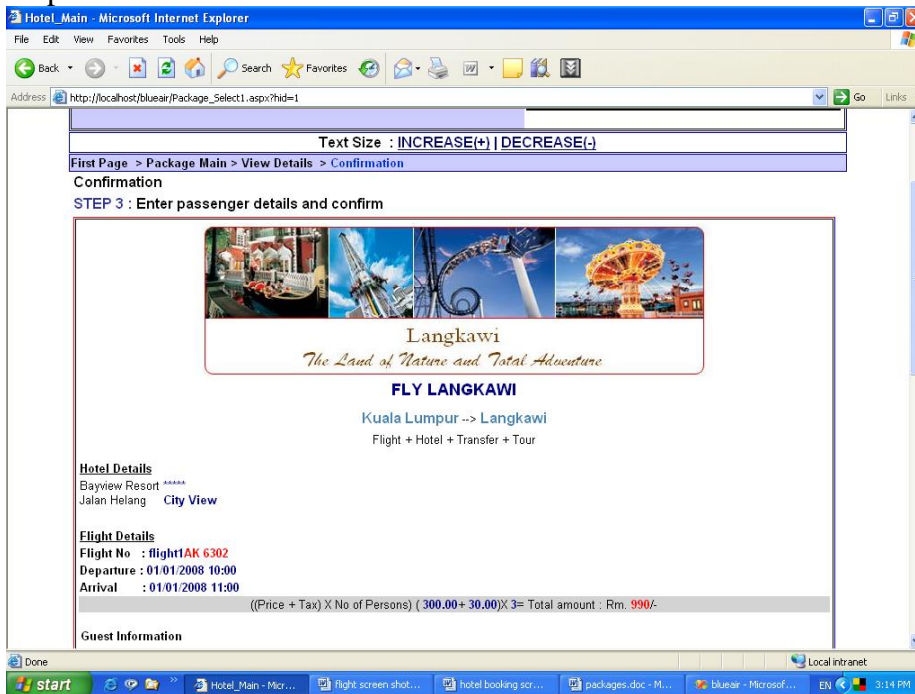 Hotel_Main - Microsoft Internet Explorer
File Edit View Favorites Tools Help
Back Search Favorites
Address http://localhost/blueair/Package_Select1.aspx?hid=1 Go Links
Text Size : INCREASE(+) | DECREASE(-)
First Page > Package Main > View Details > Confirmation
Confirmation
STEP 3 : Enter passenger details and confirm
Langkawi
The Land of Nature and Total Adventure
FLY LANGKAWI
Kuala Lumpur --> Langkawi
Flight + Hotel + Transfer + Tour
Hotel Details
Bayview Resort *****
Jalan Helang City View
Flight Details
Flight No : flight1AK 6302
Departure : 01/01/2008 10:00
Arrival : 01/01/2008 11:00
((Price + Tax) X No of Persons) ( 300.00+ 30.00)X 3= Total amount : Rm. 990/-
Guest Information
Done Local intranet
start Hotel_Main - Micr... flight screen shot... hotel booking scr... packages.doc - M... blueair - Microsof... EN 3:14 PM